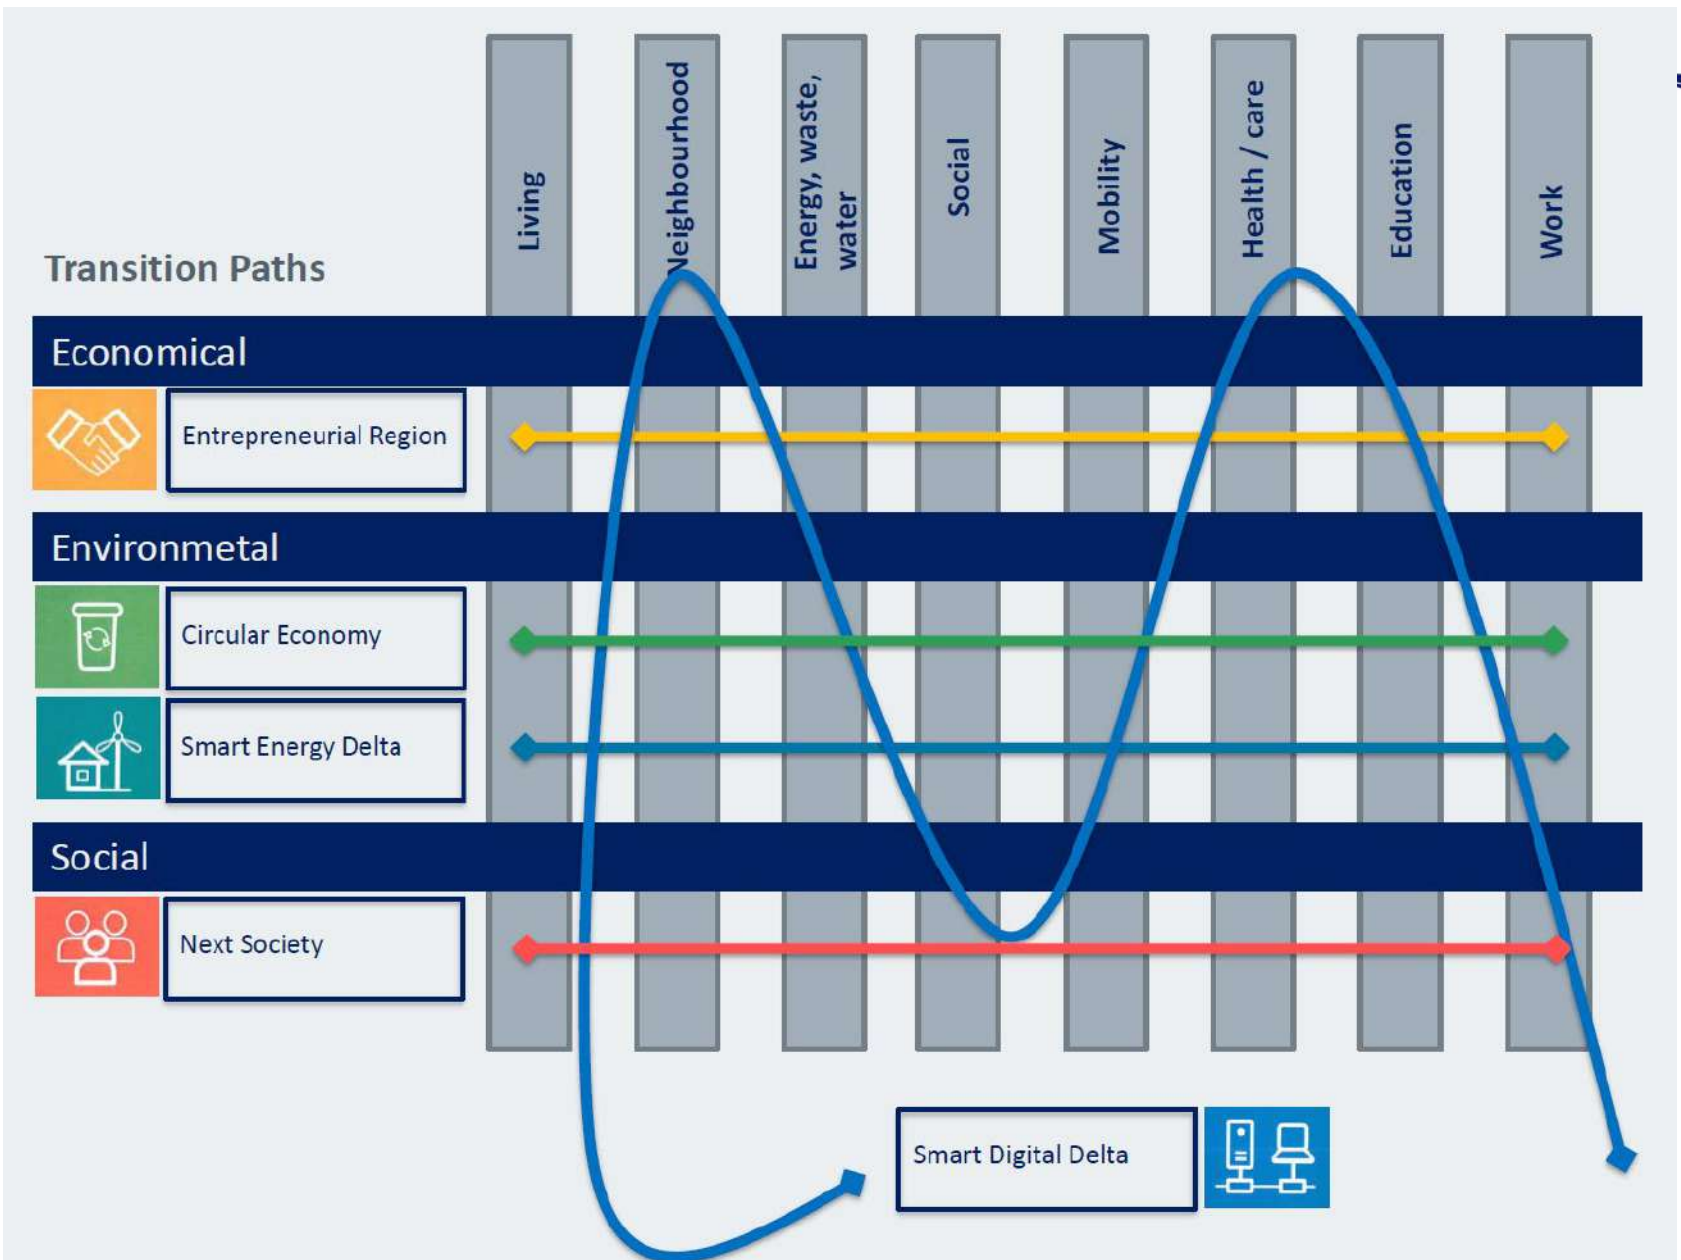 Living
Neighbourhood
Energy, waste,
water
Social
Mobility
Health / care
Education
Work
Transition Paths
Economical
Entrepreneurial Region
Environmetal
Circular Economy
Smart Energy Delta
Social
Next Society
Smart Digital Delta